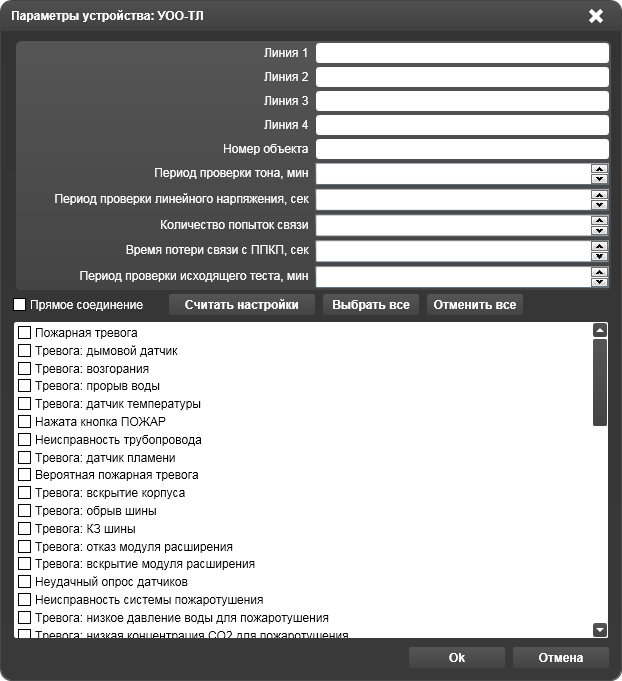 Параметры устройства: УОО-ТЛ
Линия 1
Линия 2
Линия 3
Линия 4
Номер объекта
Период проверки тона, мин
Период проверки линейного нарпяжения, сек
Количество попыток связи
Время потери связи с ППКП, сек
Период проверки исходящего теста, мин
Прямое соединение
Считать настройки
Выбрать все
Отменить все
Пожарная тревога
Тревога: дымовой датчик
Тревога: возгорания
Тревога: прорыв воды
Тревога: датчик температуры
Нажата кнопка ПОЖАР
Неисправность трубопровода
Тревога: датчик пламени
Вероятная пожарная тревога
Тревога: вскрытие корпуса
Тревога: обрыв шины
Тревога: КЗ шины
Тревога: отказ модуля расширения
Тревога: вскрытие модуля расширения
Неудачный опрос датчиков
Неисправность системы пожаротушения
Тревога: низкое давление воды для пожаротушения
Тревога: низкая концентрация CO2 для пожаротушения
Ok
Отмена